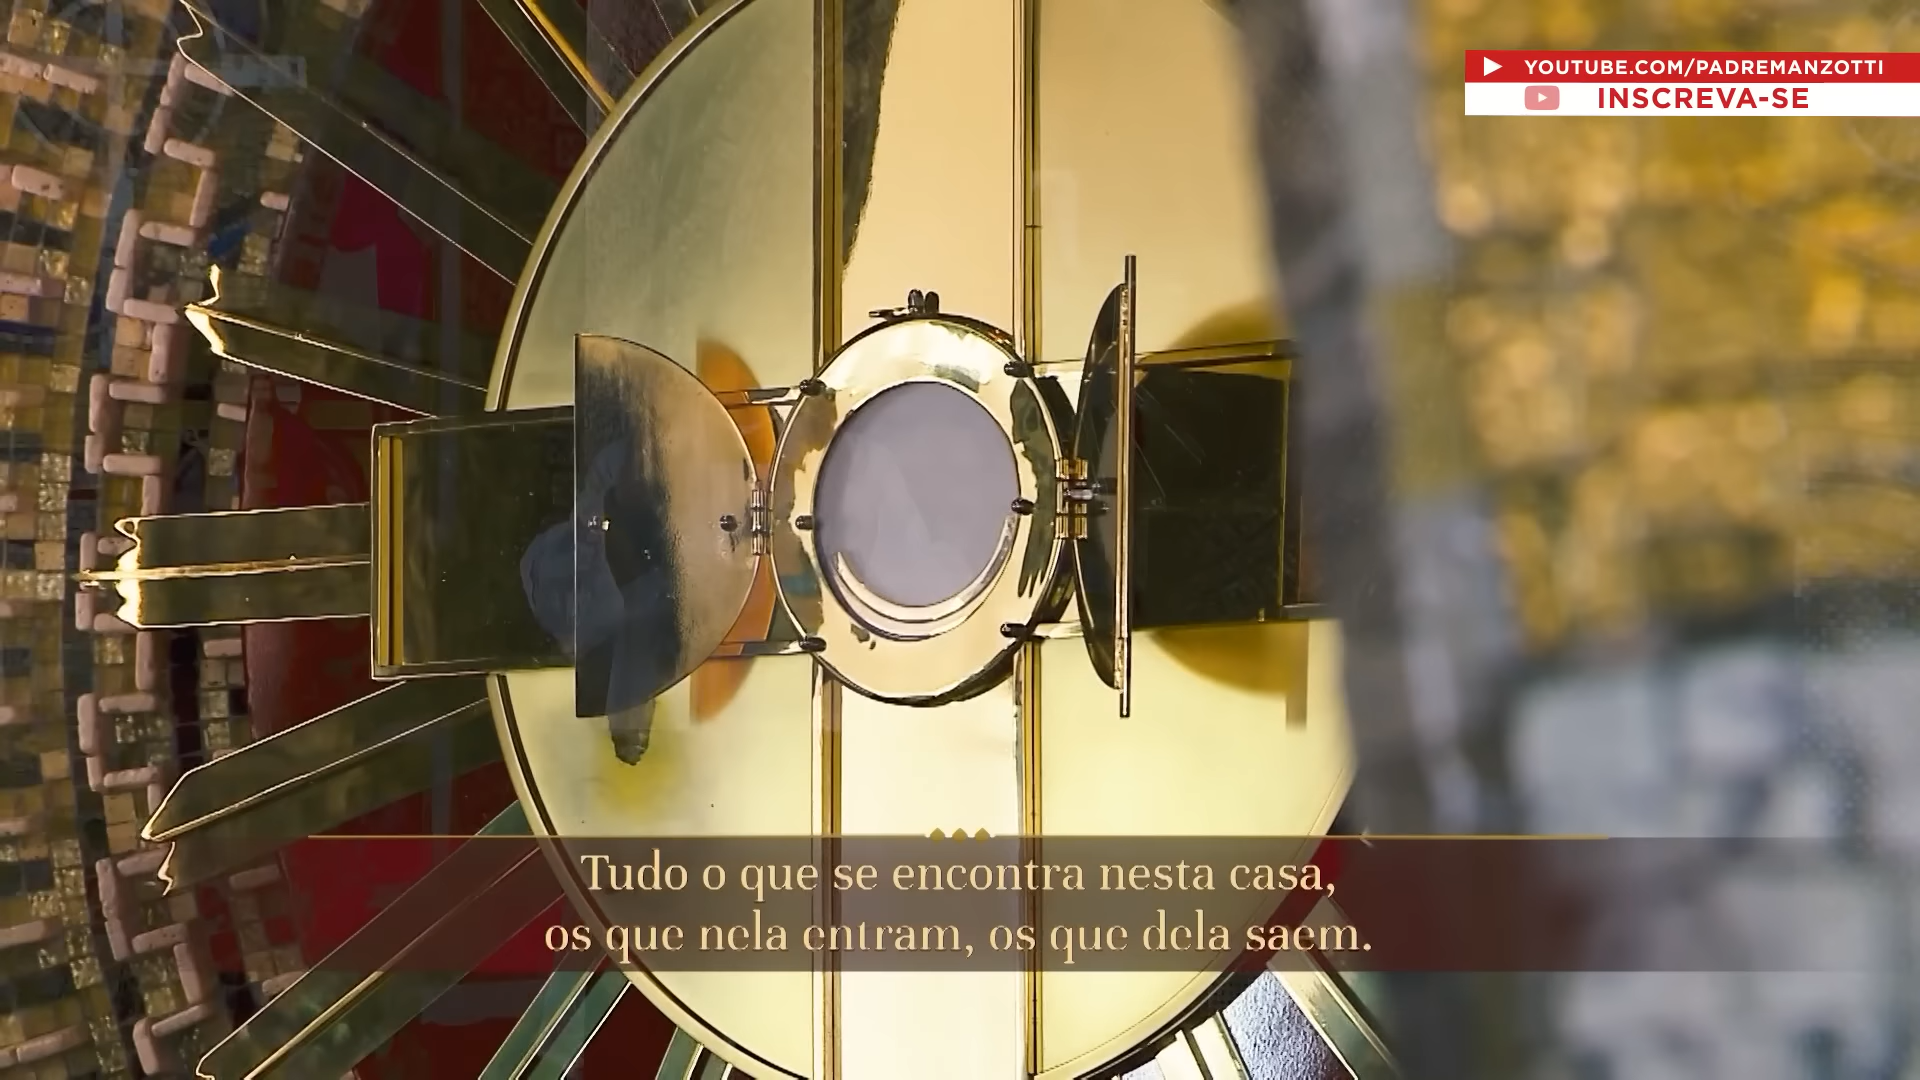 YOUTUBE.COM/PADREMANZOTTI
INSCREVA-SE
Tudo o que se encontra nesta casa,
os que nela entram, os que dela saem.